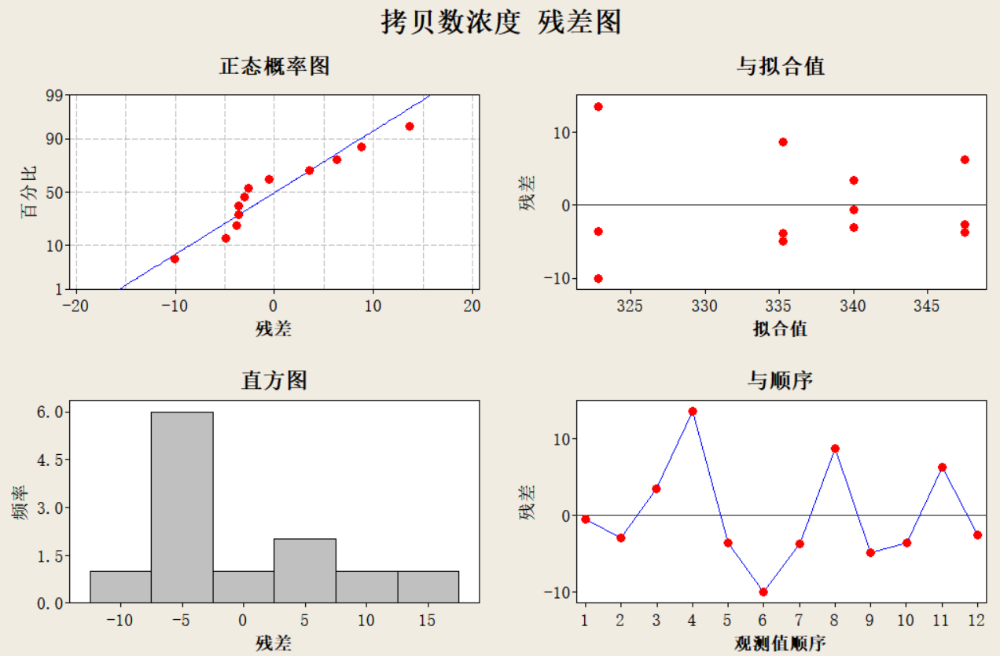 拷贝数浓度 残差图
正态概率图
99
90
50
10
1
百分比
-20 -10 0 10 20
残差
与拟合值
10
0
-10
残差
325 330 335 340 345
拟合值
直方图
6.0
4.5
3.0
1.5
0.0
频率
-10 -5 0 5 10 15
残差
与顺序
10
0
-10
残差
1 2 3 4 5 6 7 8 9 10 11 12
观测值顺序